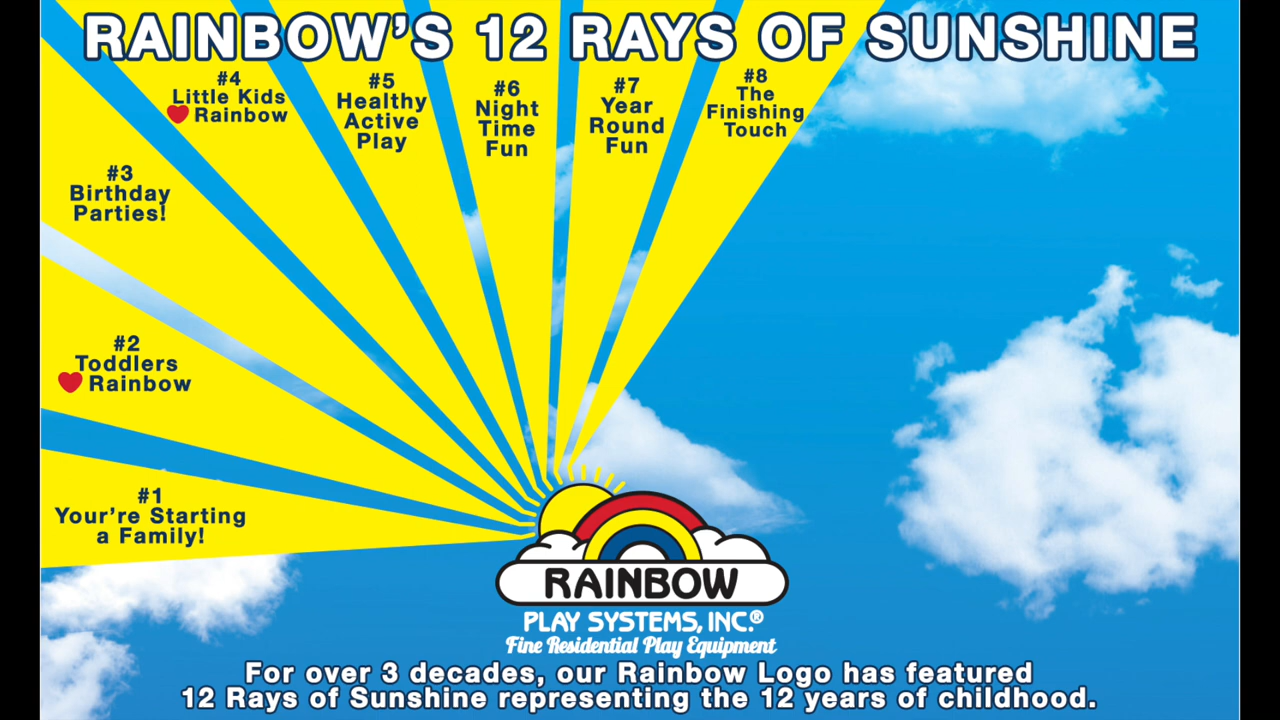 RAINBOW'S 12 RAYS OF SUNSHINE
#1
Your're Starting
a Family!
#2
Toddlers
Rainbow
#3
Birthday
Parties!
#4
Little Kids
Rainbow
#5
Healthy
Active
Play
#6
Night
Time
Fun
#7
Year
Round
Fun
#8
The
Finishing
Touch
RAINBOW
PLAY SYSTEMS, INC.®
Fine Residential Play Equipment
For over 3 decades, our Rainbow Logo has featured
12 Rays of Sunshine representing the 12 years of childhood.